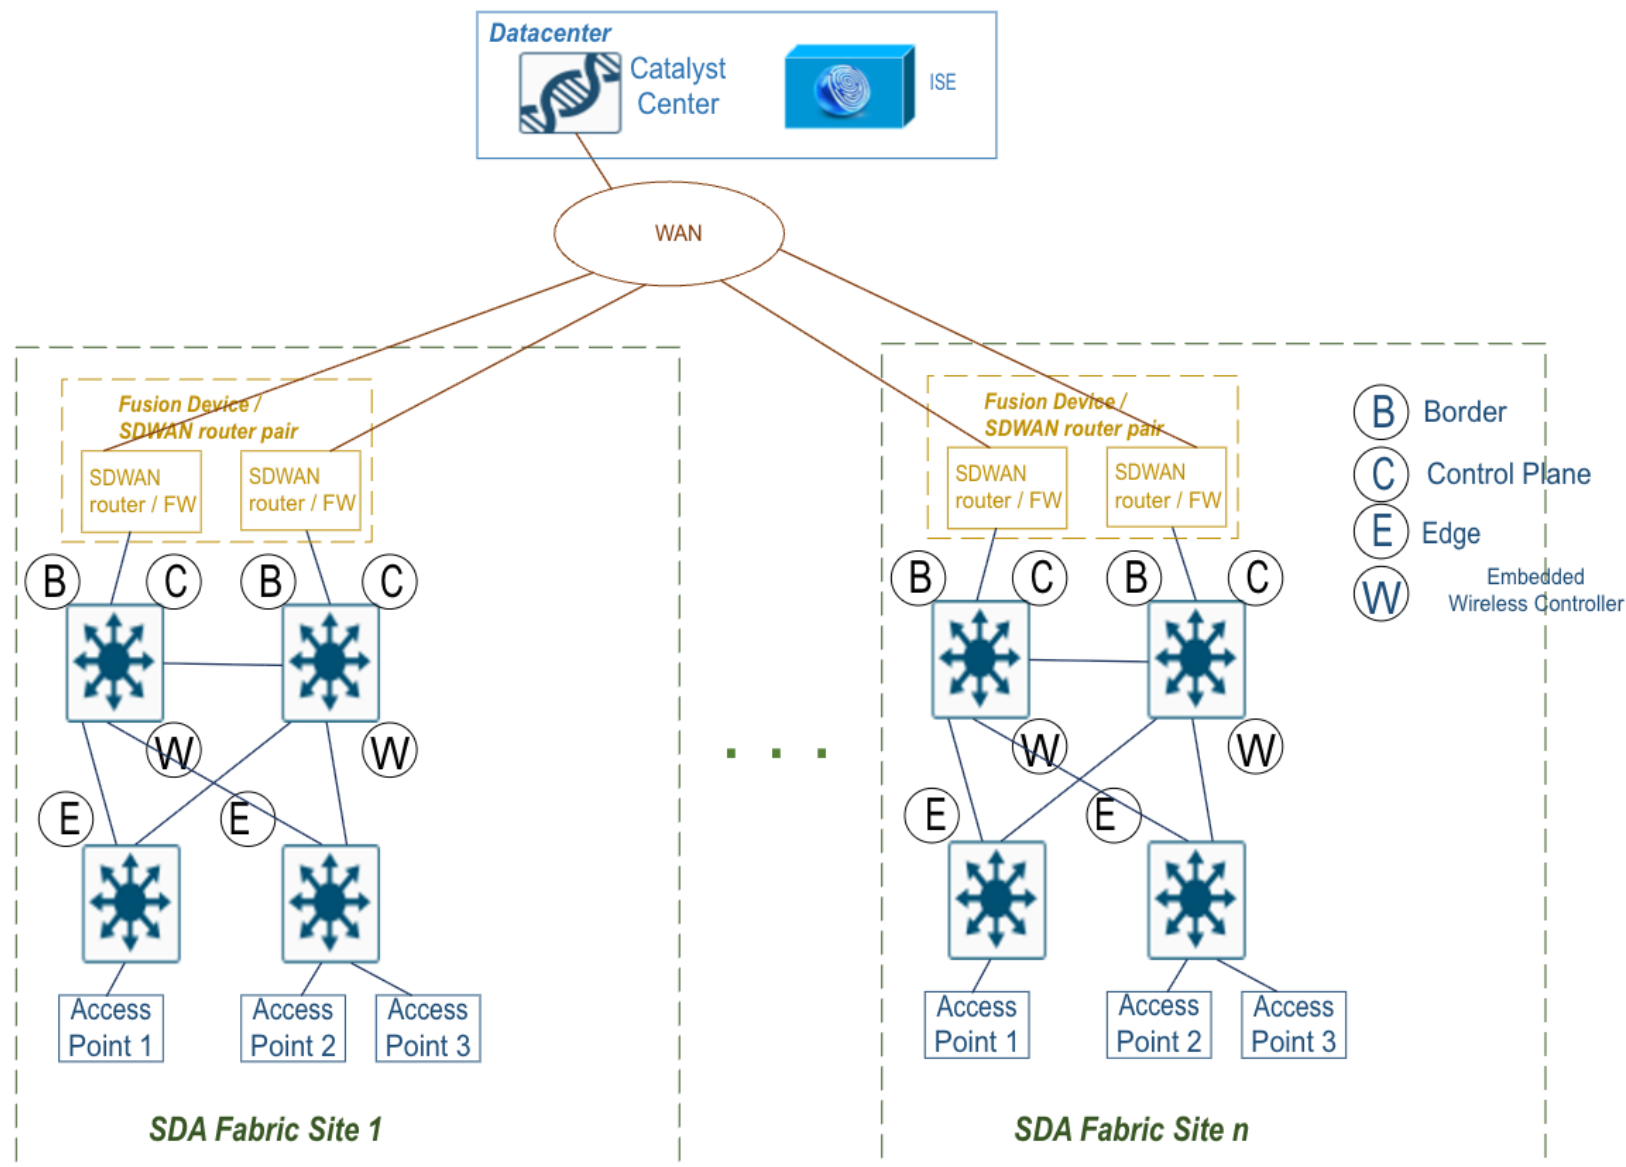 Datacenter
Catalyst
Center
ISE
WAN
Fusion Device /
SDWAN router pair
SDWAN
router / FW
SDWAN
router / FW
B
C
B
C
W
W
E
E
Access
Point 1
Access
Point 2
Access
Point 3
SDA Fabric Site 1
. . .
Fusion Device /
SDWAN router pair
SDWAN
router / FW
SDWAN
router / FW
B
C
B
C
W
W
E
E
Access
Point 1
Access
Point 2
Access
Point 3
SDA Fabric Site n
B Border
C Control Plane
E Edge
W Embedded
Wireless Controller